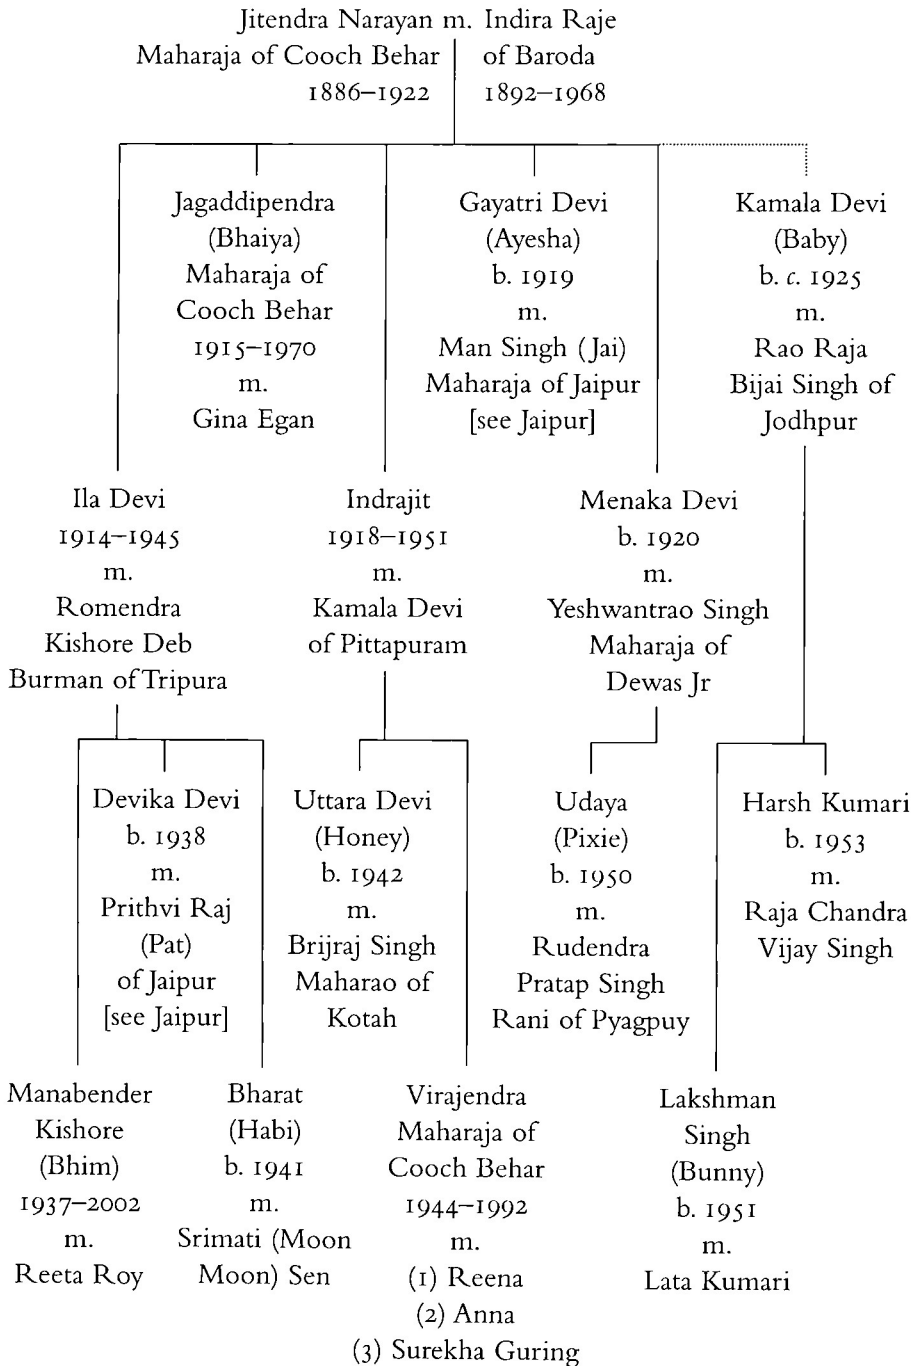 Jitendra Narayan m. Indira Raje
Maharaja of Cooch Behar of Baroda
1886–1922 1892–1968
Jagaddipendra
(Bhaiya)
Maharaja of
Cooch Behar
1915–1970
m.
Gina Egan
Gayatri Devi
(Ayesha)
b. 1919
m.
Man Singh (Jai)
Maharaja of Jaipur
[see Jaipur]
Kamala Devi
(Baby)
b. c. 1925
m.
Rao Raja
Bijai Singh of
Jodhpur
Ila Devi
1914–1945
m.
Romendra
Kishore Deb
Burman of Tripura
Indrajit
1918–1951
m.
Kamala Devi
of Pittapuram
Menaka Devi
b. 1920
m.
Yeshwantrao Singh
Maharaja of
Dewas Jr
Devika Devi
b. 1938
m.
Prithvi Raj
(Pat)
of Jaipur
[see Jaipur]
Uttara Devi
(Honey)
b. 1942
m.
Brijraj Singh
Maharao of
Kotah
Udaya
(Pixie)
b. 1950
m.
Rudendra
Pratap Singh
Rani of Pyagpuy
Harsh Kumari
b. 1953
m.
Raja Chandra
Vijay Singh
Manabender
Kishore
(Bhim)
1937–2002
m.
Reeta Roy
Bharat
(Habi)
b. 1941
m.
Srimati (Moon
Moon) Sen
Virajendra
Maharaja of
Cooch Behar
1944–1992
m.
(1) Reena
(2) Anna
(3) Surekha Guring
Lakshman
Singh
(Bunny)
b. 1951
m.
Lata Kumari